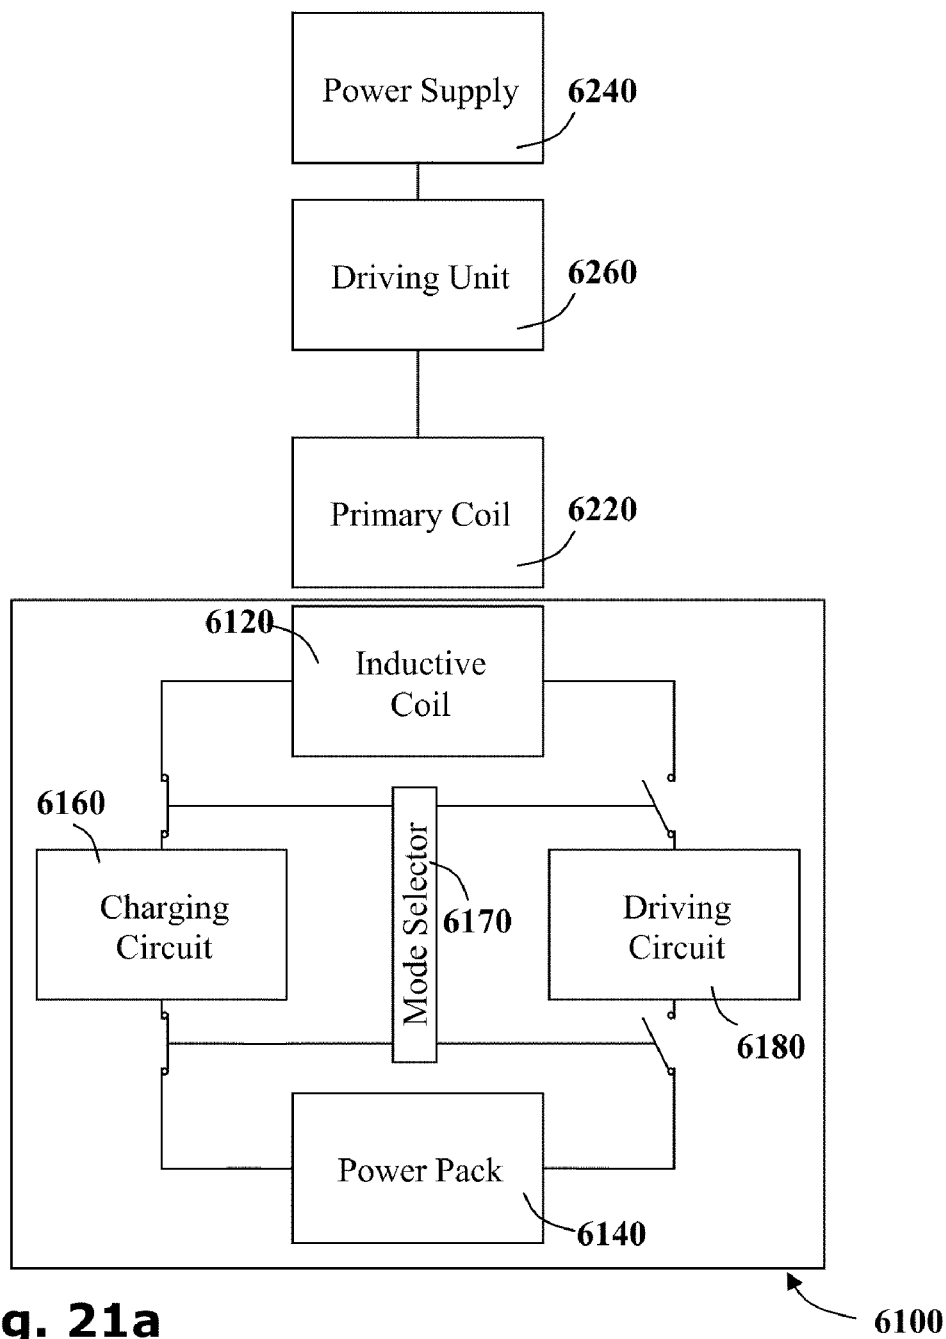 Power Supply
6240
Driving Unit
6260
Primary Coil
6220
6120
Inductive
Coil
6160
Charging
Circuit
Mode Selector
6170
Driving
Circuit
6180
Power Pack
6140
g. 21a
6100